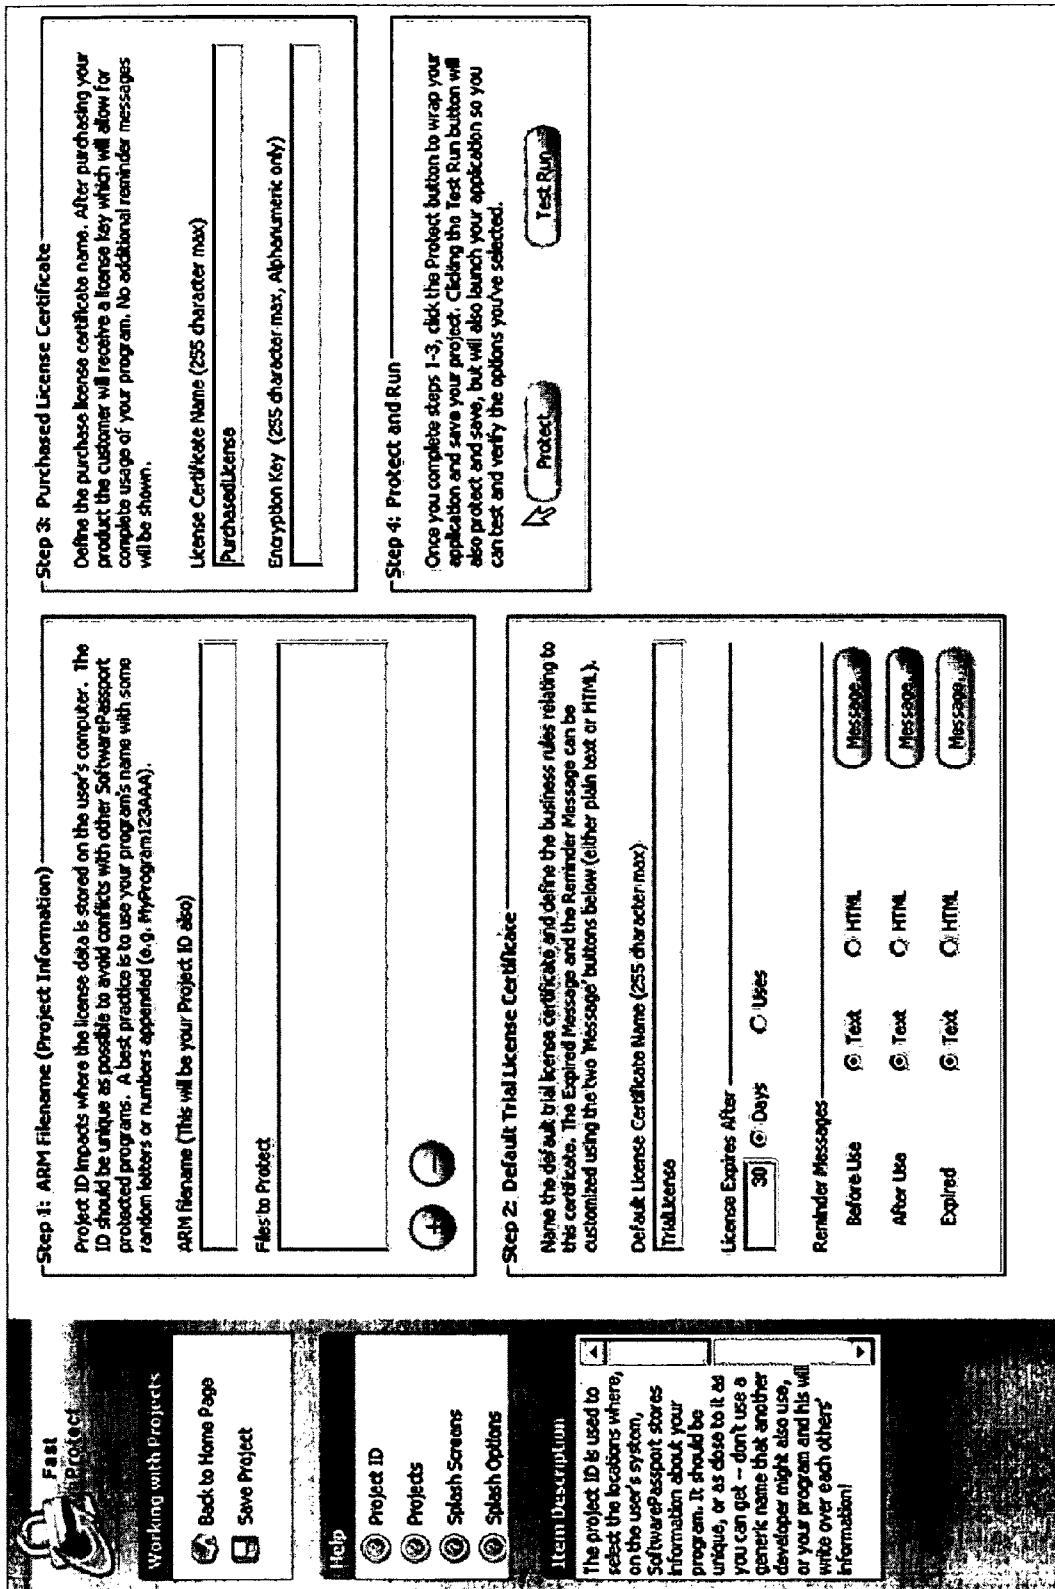 Fast
Project
Working with Projects
Back to Home Page
Save Project
Help
Project ID
Projects
Splash Screens
Splash Options
Item Description
The project ID is used to
select the locations where,
on the user's system,
SoftwarePassport stores
information about your
program. It should be
unique, or as close to it as
you can get -- don't use a
generic name that another
developer might also use,
or your program and his will
write over each others'
information!
Step 1: ARM Filename (Project Information)
Project ID impacts where the license data is stored on the user's computer. The
ID should be unique as possible to avoid conflicts with other SoftwarePassport
protected programs. A best practice is to use your program's name with some
random letters or numbers appended (e.g. MyProgram123AAA).
ARM filename (This will be your Project ID also)
Files to Protect
+
−
Step 2: Default Trial License Certificate
Name the default trial license certificate and define the business rules relating to
this certificate. The Expired Message and the Reminder Message can be
customized using the two 'Message' buttons below (either plain text or HTML).
Default License Certificate Name (255 character max)
TrialLicense
License Expires After
30 Days Uses
Reminder Messages
Before Use Text HTML Message
After Use Text HTML Message
Expired Text HTML Message
Step 3: Purchased License Certificate
Define the purchase license certificate name. After purchasing your
product the customer will receive a license key which will allow for
complete usage of your program. No additional reminder messages
will be shown.
License Certificate Name (255 character max)
PurchasedLicense
Encryption Key (255 character max, Alphanumeric only)
Step 4: Protect and Run
Once you complete steps 1-3, click the Protect button to wrap your
application and save your project. Clicking the Test Run button will
also protect and save, but will also launch your application so you
can test and verify the options you've selected.
Protect
Test Run